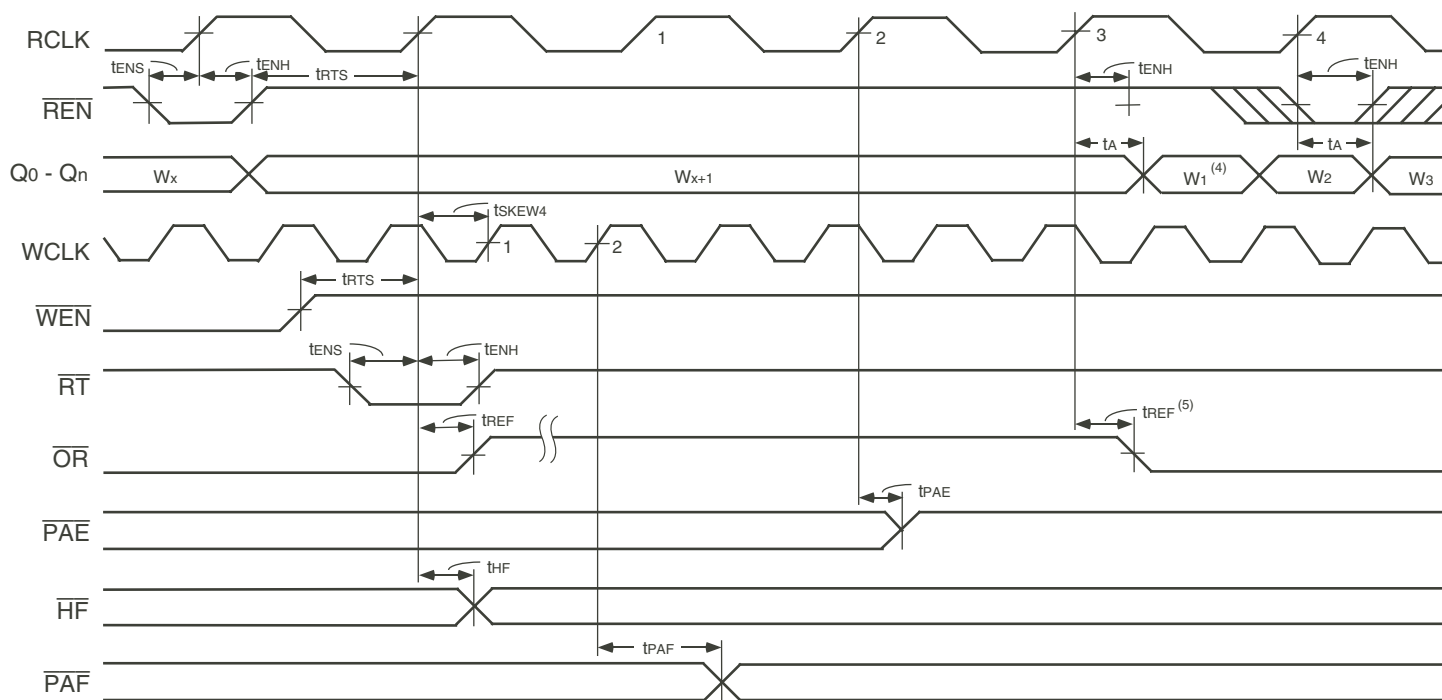 RCLK 1 2 3 4
tENS tENH tRTS tENH tENH
REN
tA tA
Q0 - Qn Wx Wx+1 W1 (4) W2 W3
tSKEW4
WCLK 1 2
tRTS
WEN
tENS tENH
RT
tREF tREF (5)
OR
tPAE
PAE
tHF
HF
tPAF
PAF